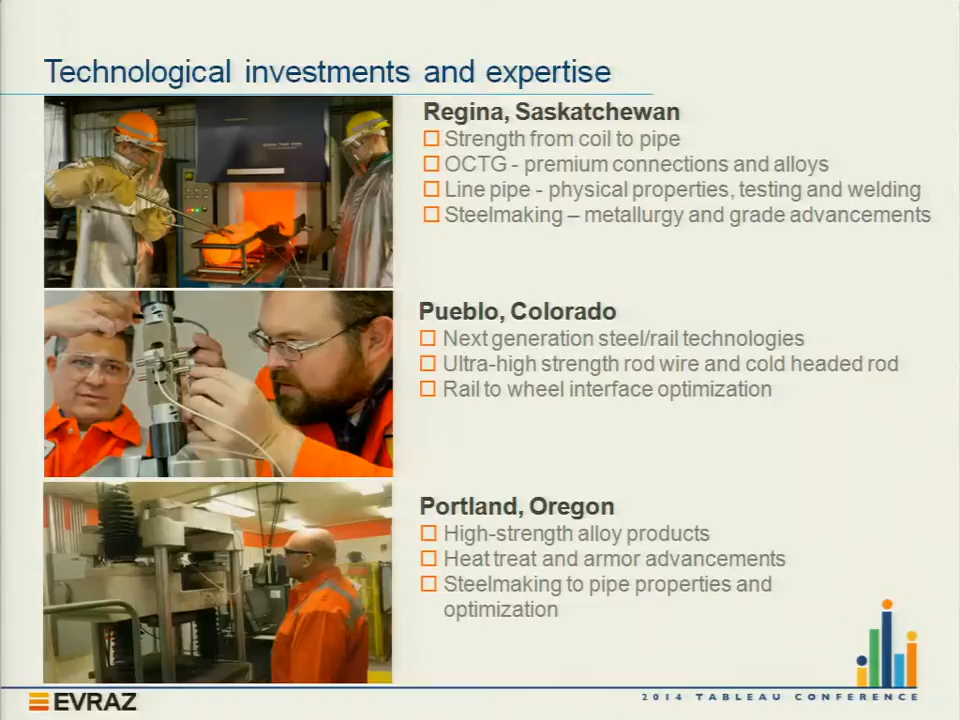 Technological investments and expertise
Regina, Saskatchewan
Strength from coil to pipe
OCTG - premium connections and alloys
Line pipe - physical properties, testing and welding
Steelmaking – metallurgy and grade advancements
Pueblo, Colorado
Next generation steel/rail technologies
Ultra-high strength rod wire and cold headed rod
Rail to wheel interface optimization
Portland, Oregon
High-strength alloy products
Heat treat and armor advancements
Steelmaking to pipe properties and
optimization
EVRAZ
2014 TABLEAU CONFERENCE